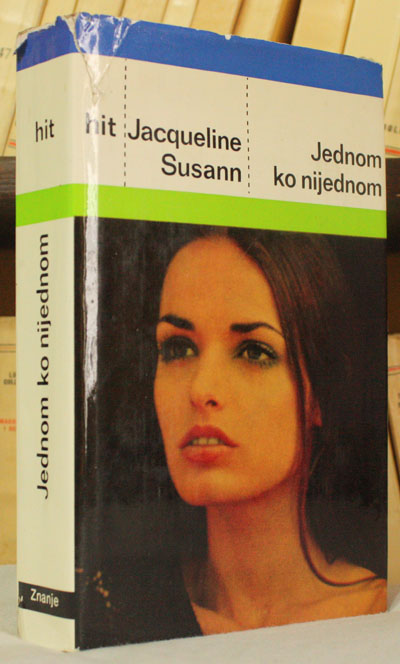 hit
Jednom ko nijednom
Znanje
hit
Jacqueline
Susann
Jednom
ko nijednom